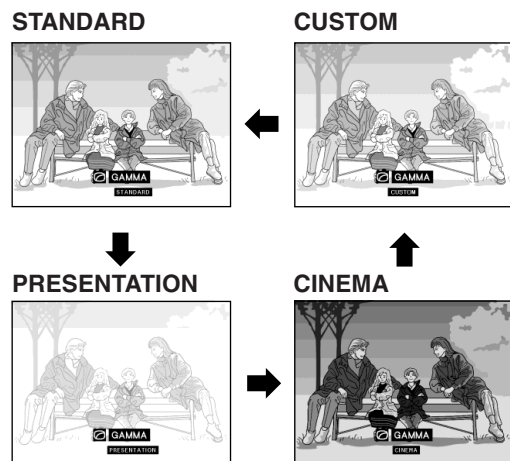 STANDARD
GAMMA
STANDARD
CUSTOM
GAMMA
CUSTOM
PRESENTATION
GAMMA
PRESENTATION
CINEMA
GAMMA
CINEMA